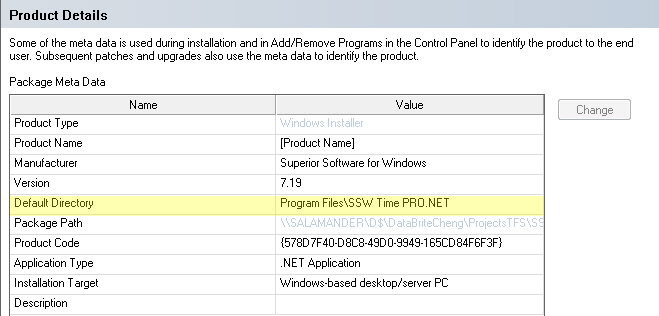 Product Details
Some of the meta data is used during installation and in Add/Remove Programs in the Control Panel to identify the product to the end
user. Subsequent patches and upgrades also use the meta data to identify the product.
Package Meta Data
Name Value
Change
Product Type Windows Installer
Product Name [Product Name]
Manufacturer Superior Software for Windows
Version 7.19
Default Directory Program Files\SSW Time PRO.NET
Package Path \\SALAMANDER\D$\DataBriteCheng\ProjectsTFS\SS
Product Code {578D7F40-D8C8-49D0-9949-165CD84F6F3F}
Application Type .NET Application
Installation Target Windows-based desktop/server PC
Description